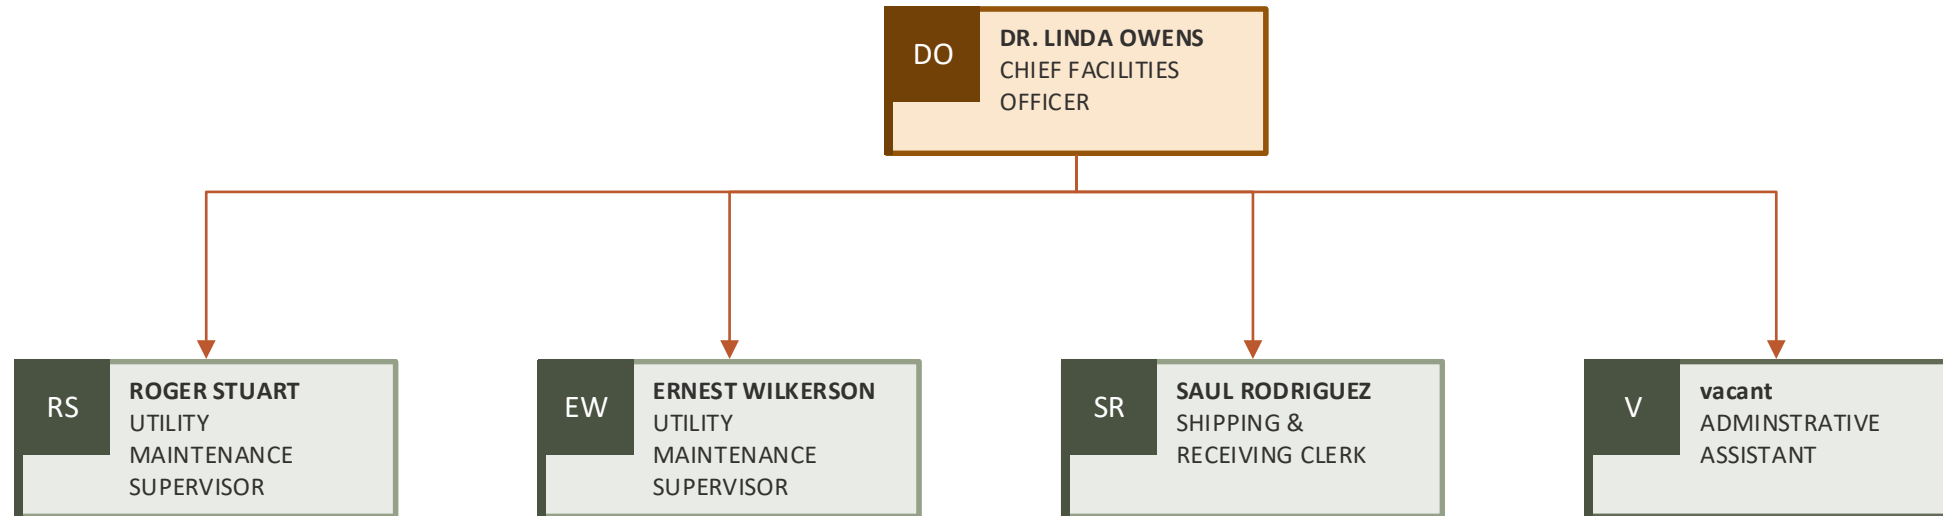 DO
DR. LINDA OWENS
CHIEF FACILITIES
OFFICER
RS
ROGER STUART
UTILITY
MAINTENANCE
SUPERVISOR
EW
ERNEST WILKERSON
UTILITY
MAINTENANCE
SUPERVISOR
SR
SAUL RODRIGUEZ
SHIPPING &
RECEIVING CLERK
V
vacant
ADMINSTRATIVE
ASSISTANT